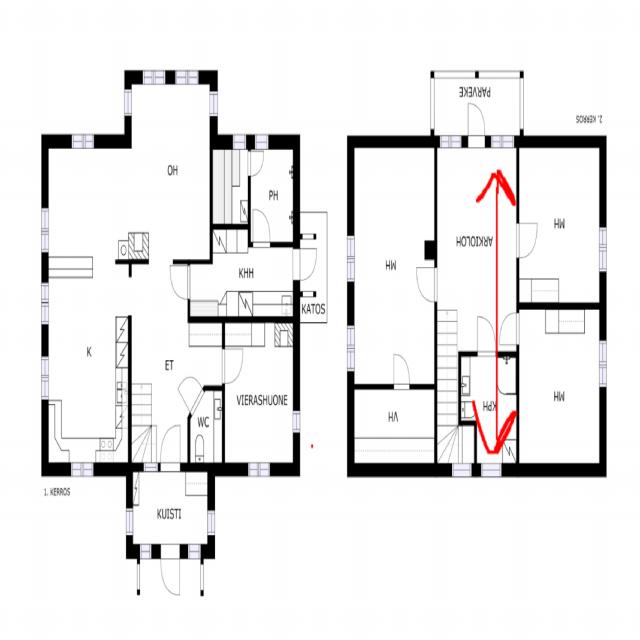 OH
PH
KHH
KATOS
K
ET
VIERASHUONE
WC
1. KERROS
KUISTI
PARVEKE
2. KERROS
MH
ARKIOLOH
MH
MH
KPH
VH